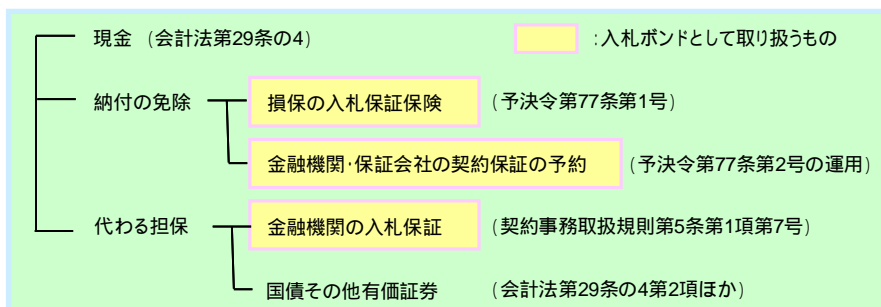 現金 (会計法第29条の4)
:入札ボンドとして取り扱うもの
納付の免除
損保の入札保証保険
(予決令第77条第1号)
金融機関・保証会社の契約保証の予約
(予決令第77条第2号の運用)
代わる担保
金融機関の入札保証
(契約事務取扱規則第5条第1項第7号)
国債その他有価証券
(会計法第29条の4第2項ほか)